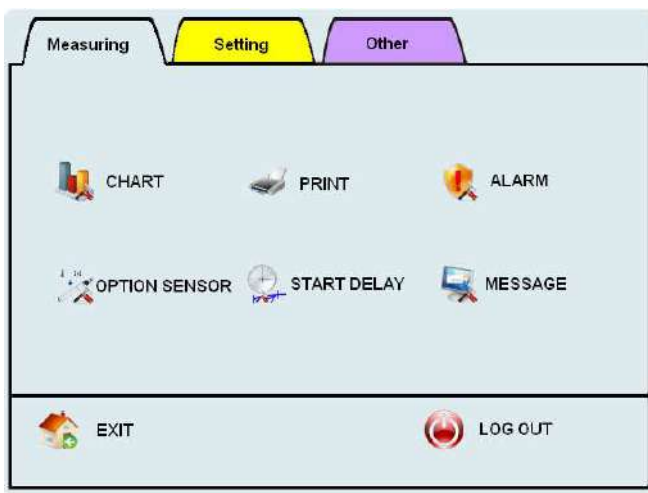 Measuring Setting Other
CHART PRINT ALARM
OPTION SENSOR START DELAY MESSAGE
EXIT LOG OUT